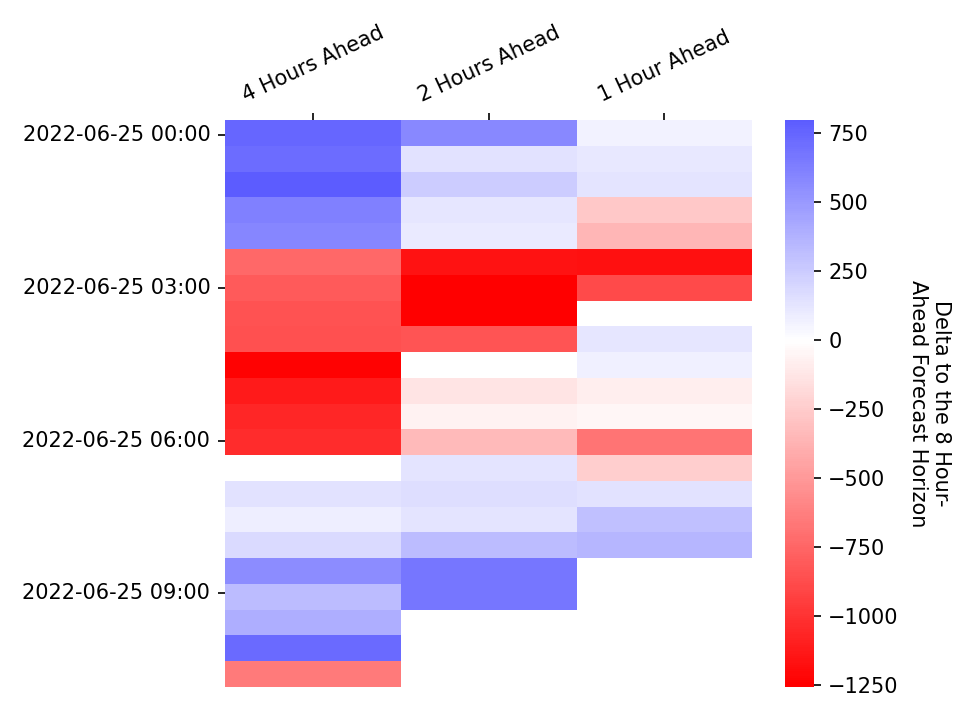 4 Hours Ahead
2 Hours Ahead
1 Hour Ahead
2022-06-25 00:00
2022-06-25 03:00
2022-06-25 06:00
2022-06-25 09:00
750
500
250
0
−250
−500
−750
−1000
−1250
Delta to the 8 Hour-
Ahead Forecast Horizon